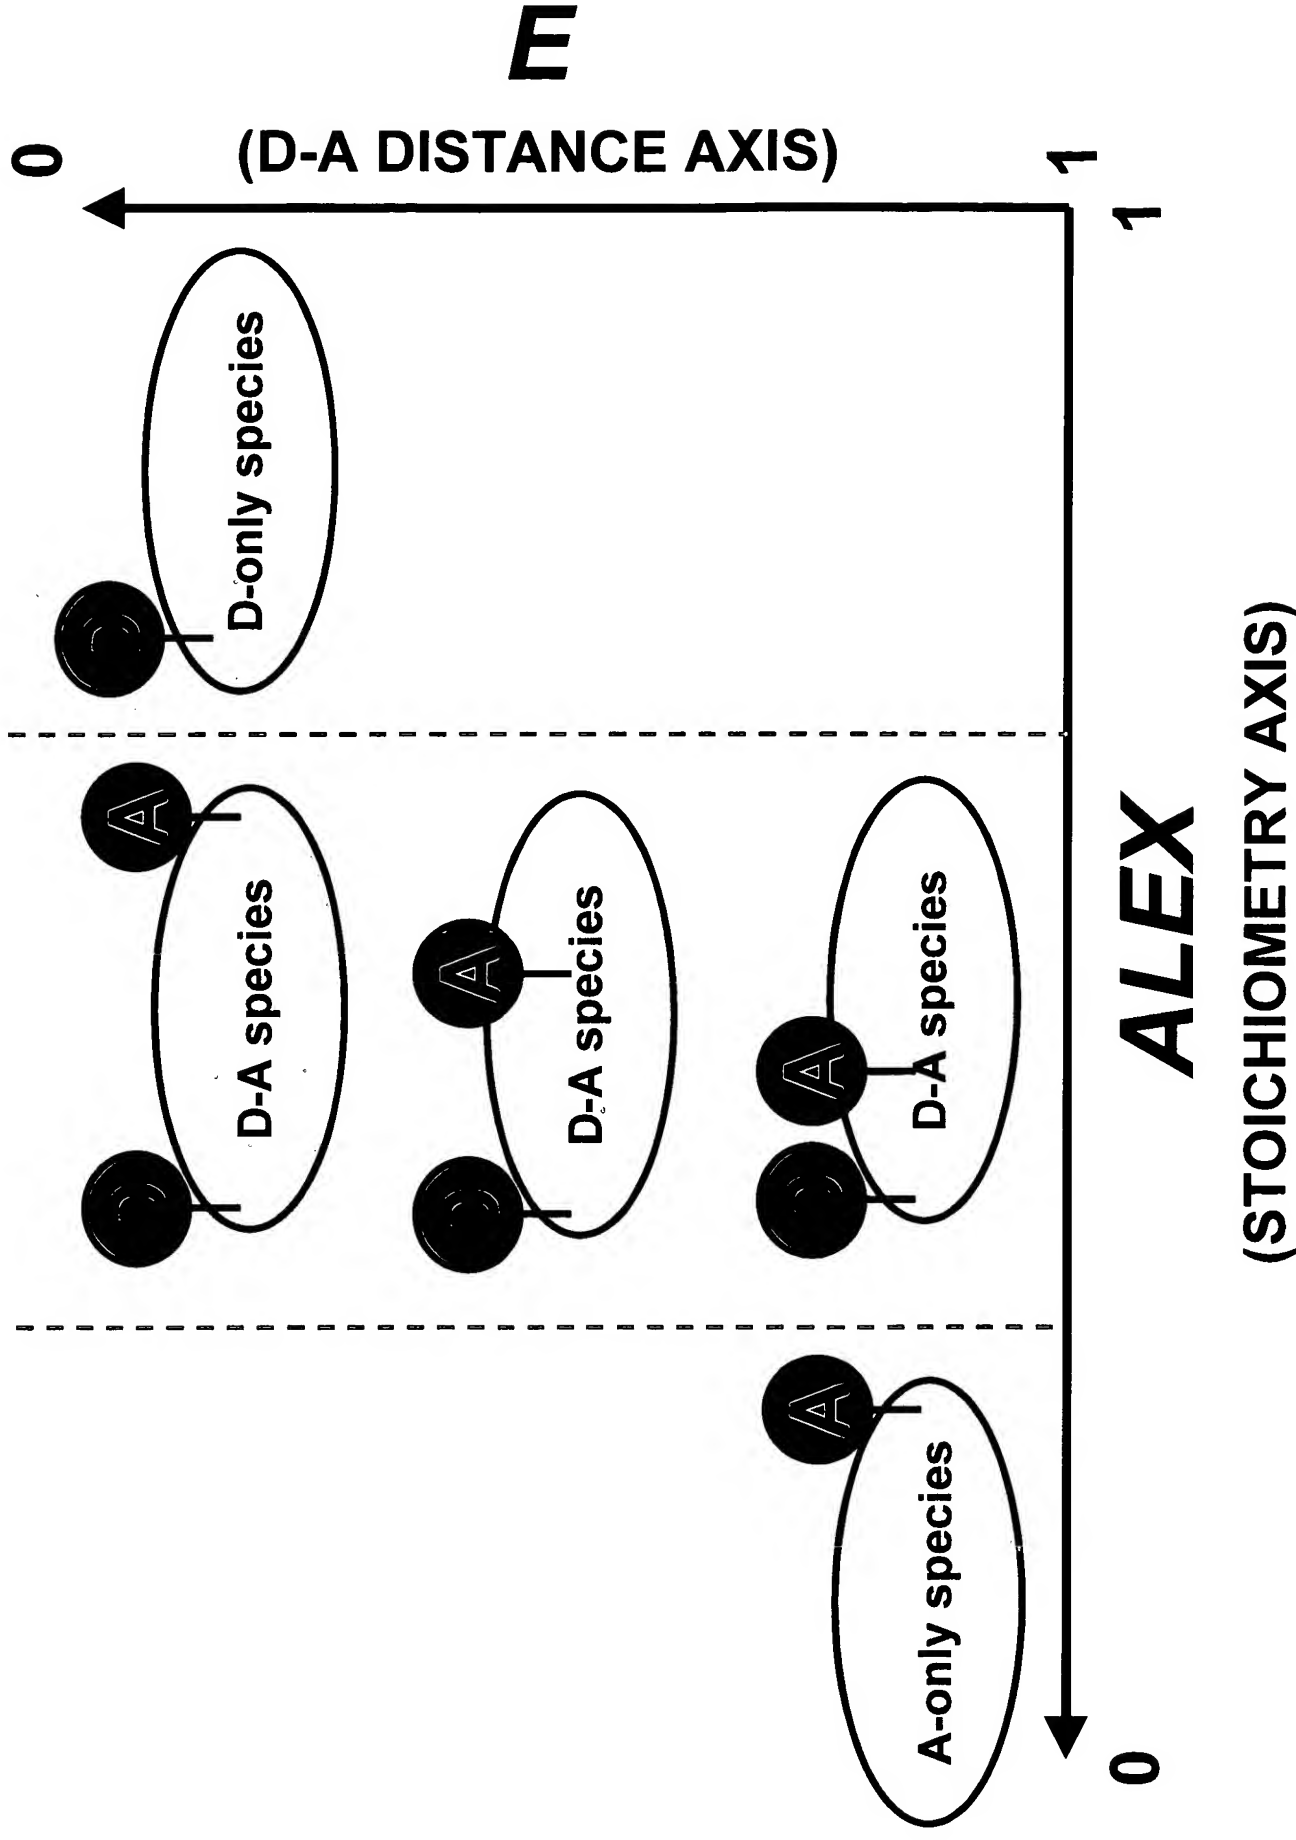 0
A
D-A species
D-only species
A
D-A species
E
(D-A DISTANCE AXIS)
A
A-only species
A
D-A species
1
0
1
ALEX
(STOICHIOMETRY AXIS)